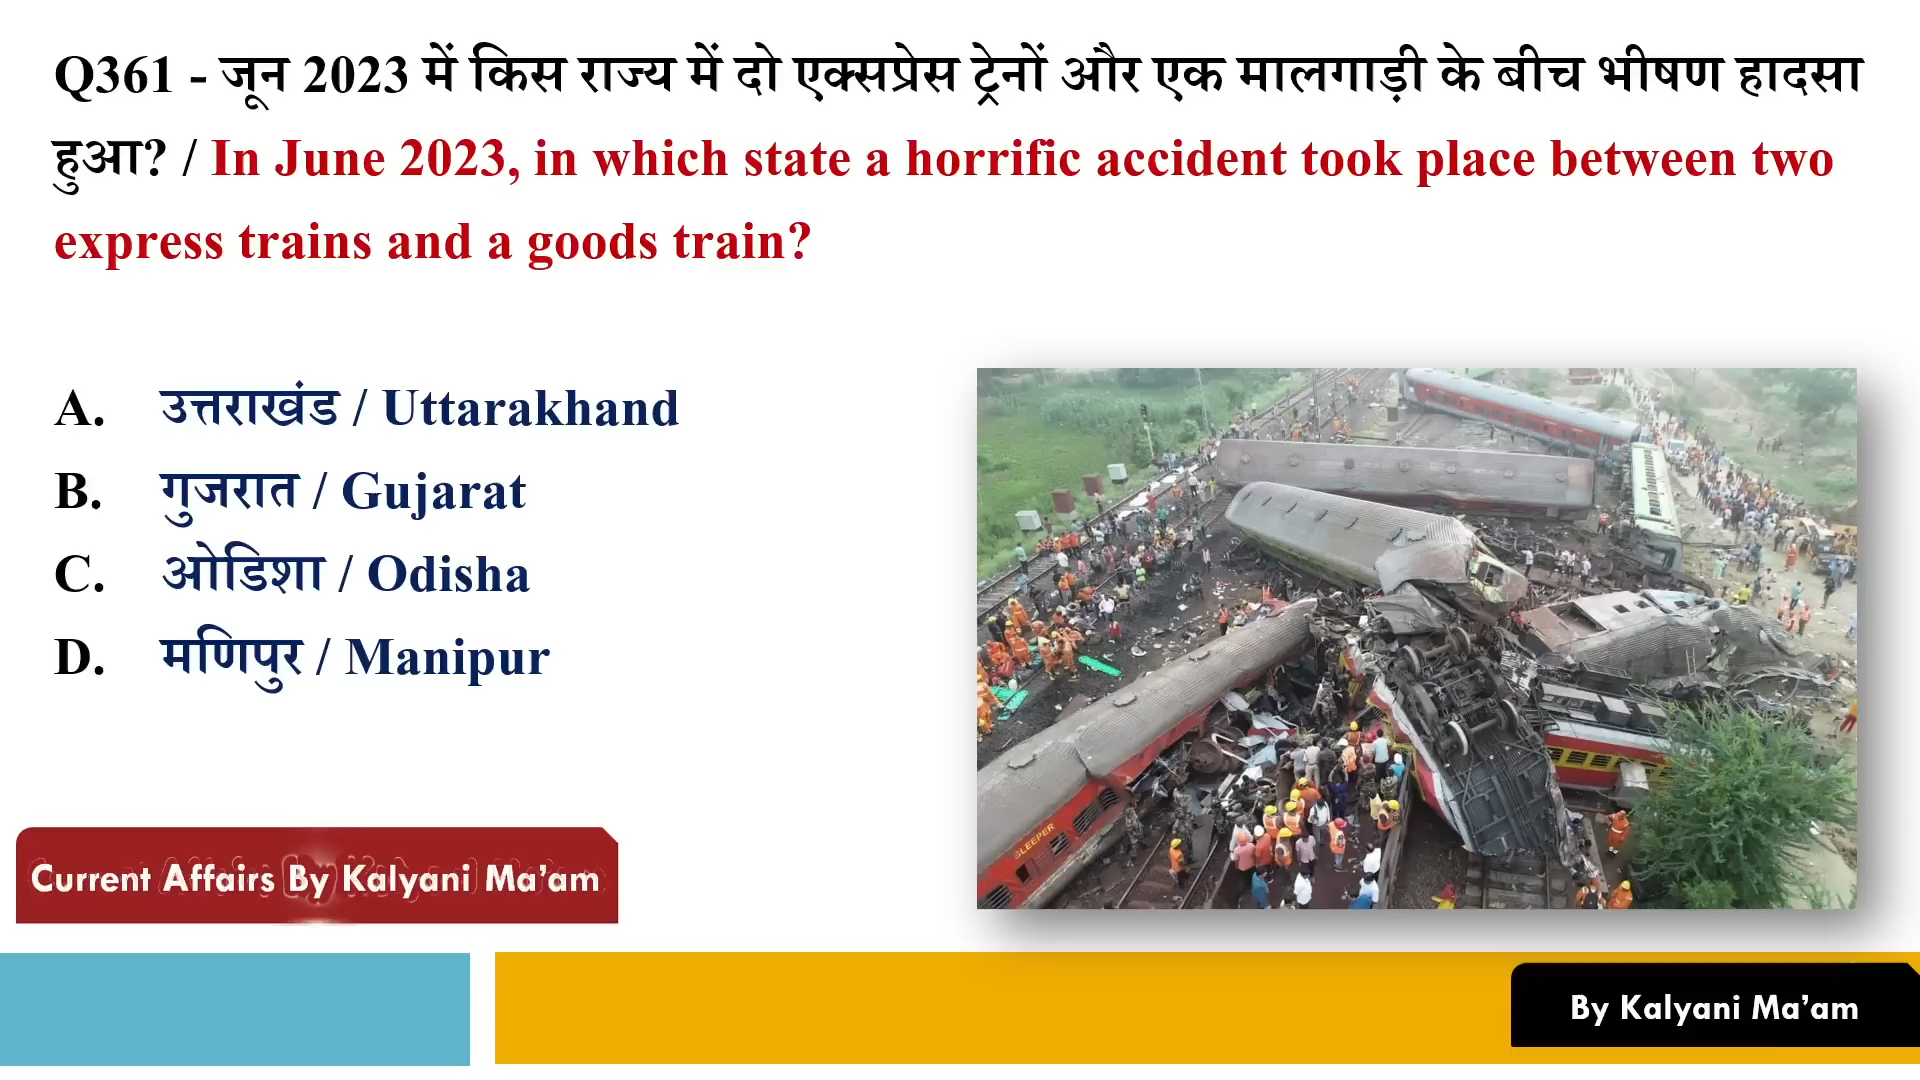 Q361 - जून 2023 में किस राज्य में दो एक्सप्रेस ट्रेनों और एक मालगाड़ी के बीच भीषण हादसा
हुआ? / In June 2023, in which state a horrific accident took place between two
express trains and a goods train?
A. उत्तराखंड / Uttarakhand
B. गुजरात / Gujarat
C. ओडिशा / Odisha
D. मणिपुर / Manipur
SLEEPER
Current Affairs By Kalyani Ma’am
By Kalyani Ma’am